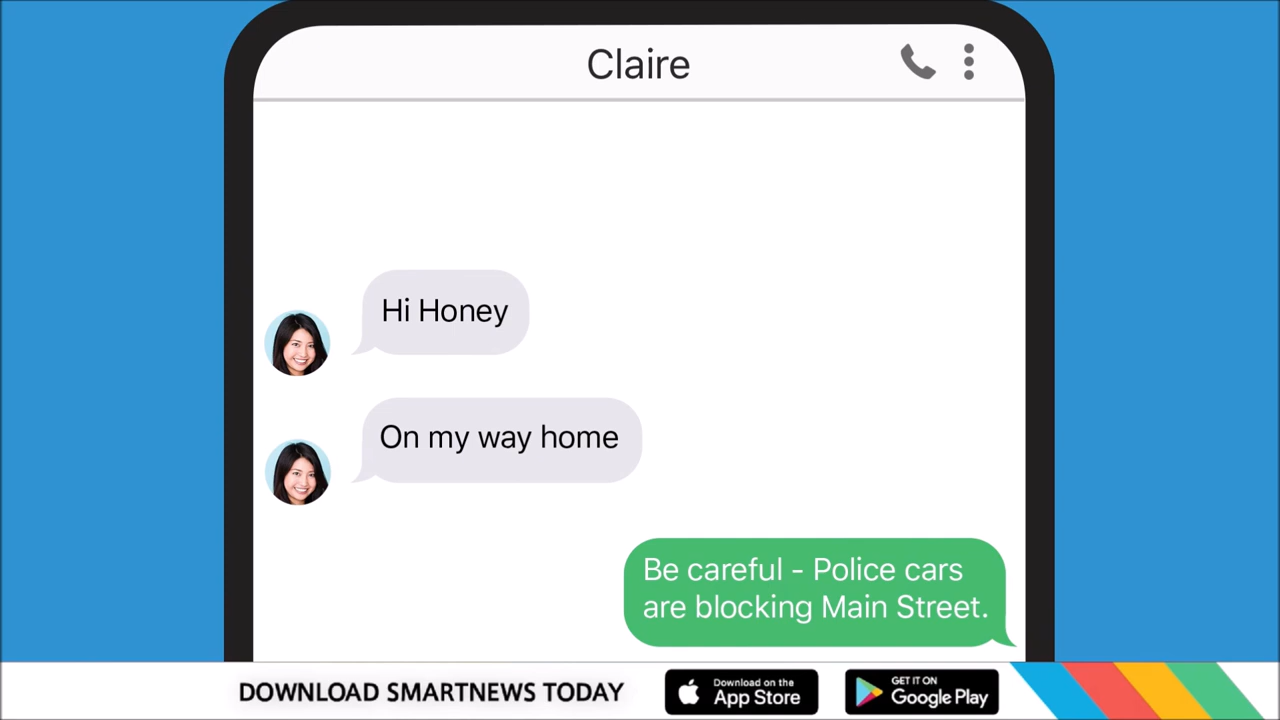 Claire
Hi Honey
On my way home
Be careful - Police cars
are blocking Main Street.
DOWNLOAD SMARTNEWS TODAY
Download on the
App Store
GET IT ON
Google Play